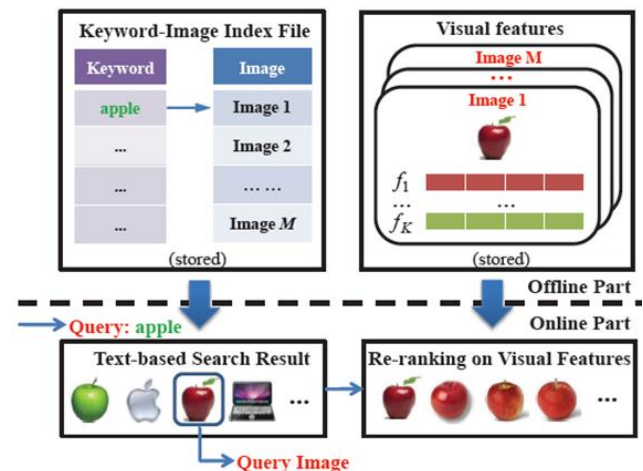 Keyword-Image Index File
Keyword
Image
apple
Image 1
...
Image 2
...
... ...
...
Image M
(stored)
Visual features
Image M
...
Image 1
f1
...
...
fK
(stored)
Offline Part
Online Part
Query: apple
Text-based Search Result
...
Query Image
Re-ranking on Visual Features
...